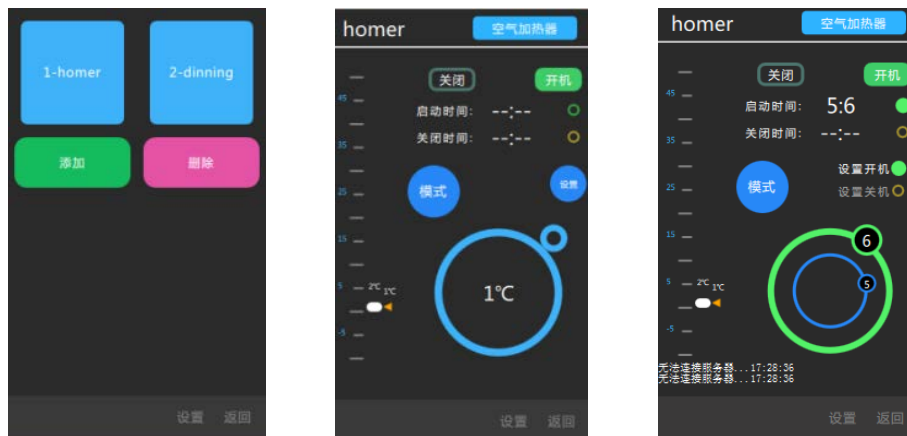 1-homer 2-dinning
添加 删除
设置 返回
homer 空气加热器
关闭 开机
启动时间: --:--
关闭时间: --:--
模式 设置
45
35
25
15
5
-5
2℃ 1℃
1℃
设置 返回
homer 空气加热器
关闭 开机
启动时间: 5:6
关闭时间: --:--
设置开机
模式
设置关机
45
35
25
15
5
-5
2℃ 1℃
6
5
无法连接服务器...17:28:36
无法连接服务器...17:28:36
设置 返回